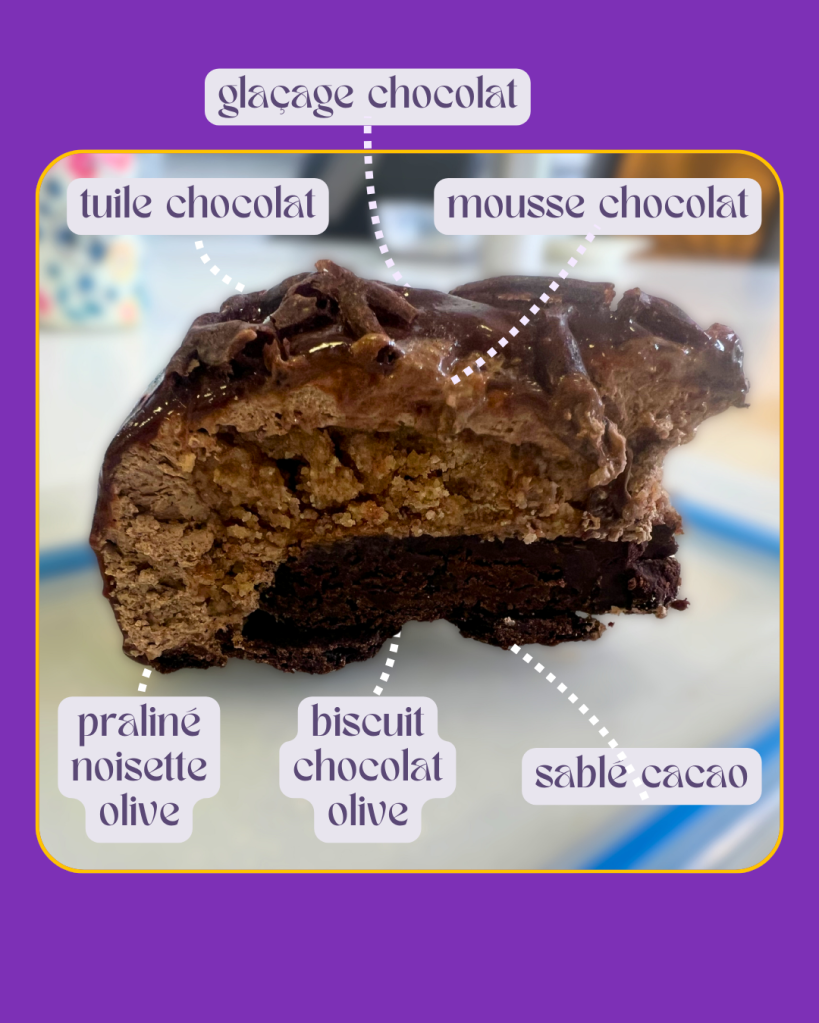 glaçage chocolat
tuile chocolat
mousse chocolat
praliné
noisette
olive
biscuit
chocolat
olive
sablé cacao